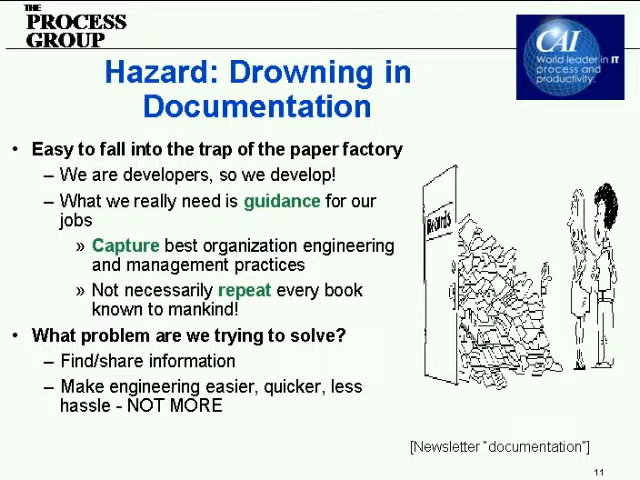 THE
PROCESS
GROUP
CAI
World leader in IT
process and
productivity.
Hazard: Drowning in
Documentation
• Easy to fall into the trap of the paper factory
– We are developers, so we develop!
– What we really need is guidance for our
jobs
» Capture best organization engineering
and management practices
» Not necessarily repeat every book
known to mankind!
• What problem are we trying to solve?
– Find/share information
– Make engineering easier, quicker, less
hassle - NOT MORE
Records
[Newsletter "documentation"]
11